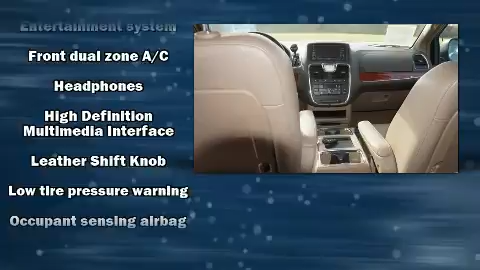 Entertainment system
Front dual zone A/C
Headphones
High Definition
Multimedia Interface
Leather Shift Knob
Low tire pressure warning
Occupant sensing airbag